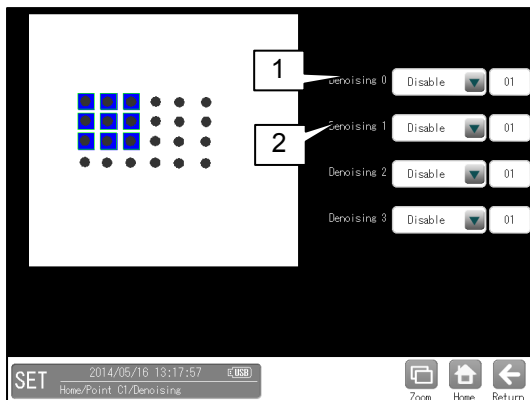 1
Denoising 0 Disable 01
2
Denoising 1 Disable 01
Denoising 2 Disable 01
Denoising 3 Disable 01
SET
2014/05/16 13:17:57 USB
Home/Point C1/Denoising
Zoom Home Return